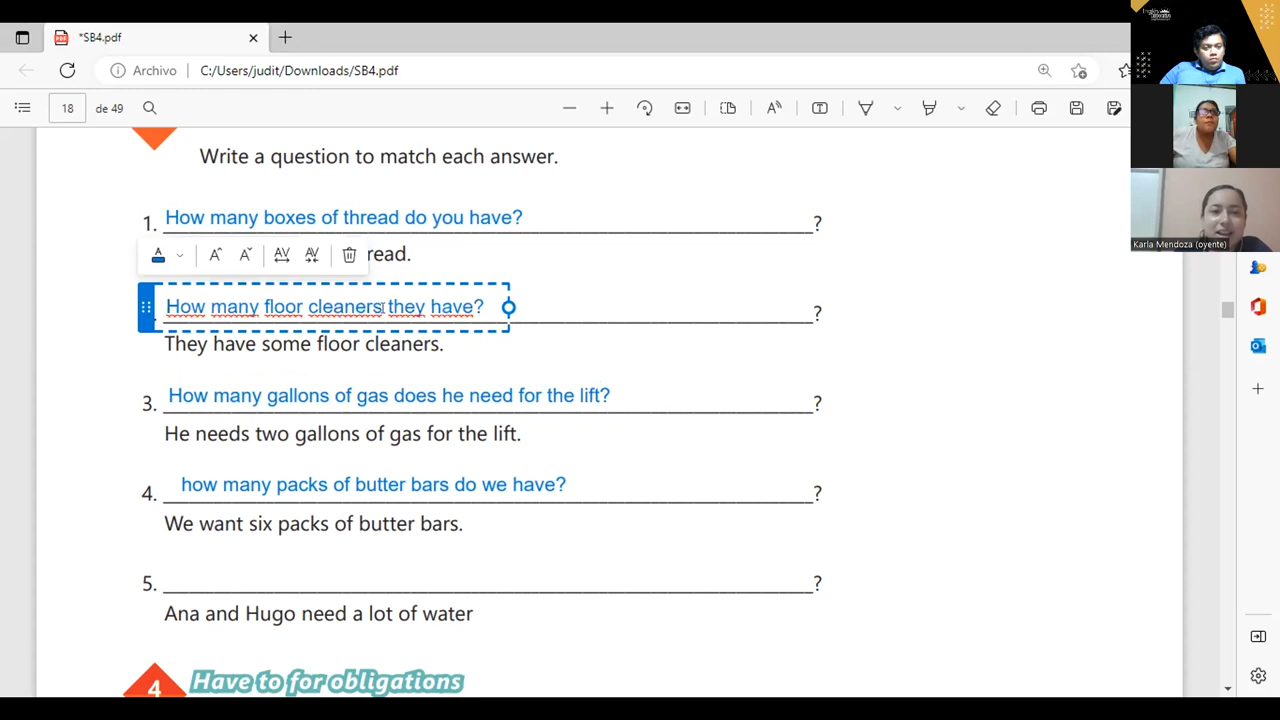 *SB4.pdf
Archivo C:/Users/judit/Downloads/SB4.pdf
18 de 49
Write a question to match each answer.
1. How many boxes of thread do you have? ?
read.
How many floor cleaners they have? ?
They have some floor cleaners.
3. How many gallons of gas does he need for the lift? ?
He needs two gallons of gas for the lift.
4. how many packs of butter bars do we have? ?
We want six packs of butter bars.
5. ?
Ana and Hugo need a lot of water
4 Have to for obligations
Karla Mendoza (oyente)